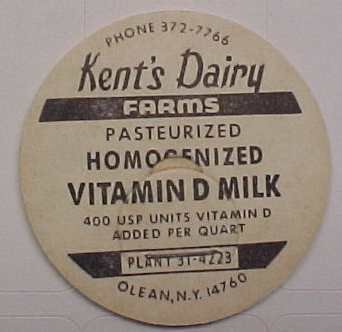 PHONE 372-7766
Kent's Dairy
FARMS
PASTEURIZED
HOMOGENIZED
VITAMIN D MILK
400 USP UNITS VITAMIN D
ADDED PER QUART
PLANT 31-4223
OLEAN, N.Y. 14760